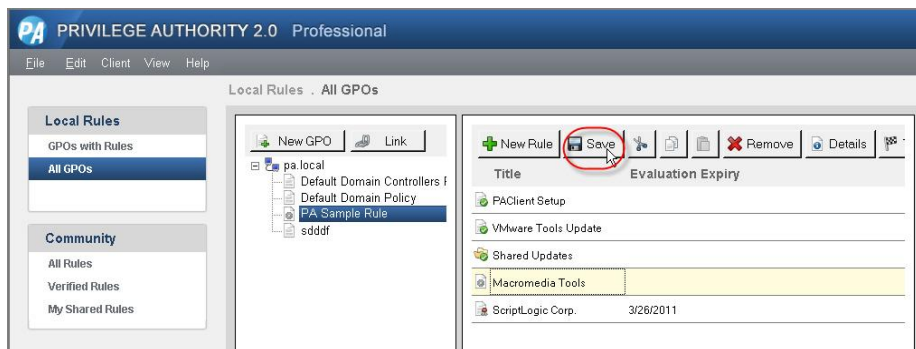 PA PRIVILEGE AUTHORITY 2.0 Professional
File Edit Client View Help
Local Rules . All GPOs
Local Rules
GPOs with Rules
All GPOs
Community
All Rules
Verified Rules
My Shared Rules
New GPO Link
pa.local
Default Domain Controllers
Default Domain Policy
PA Sample Rule
sdddf
New Rule Save Remove Details
Title Evaluation Expiry
PAClient Setup
VMware Tools Update
Shared Updates
Macromedia Tools
ScriptLogic Corp. 3/26/2011